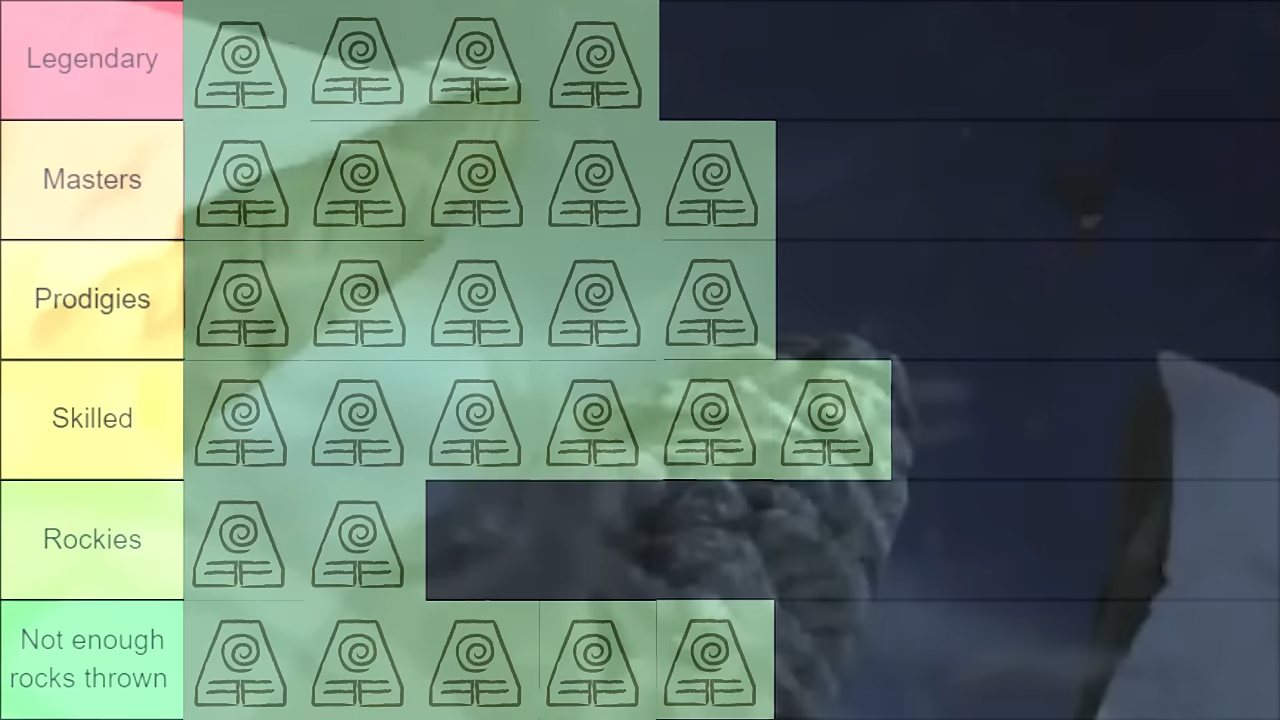 Legendary
Masters
Prodigies
Skilled
Rockies
Not enough
rocks thrown